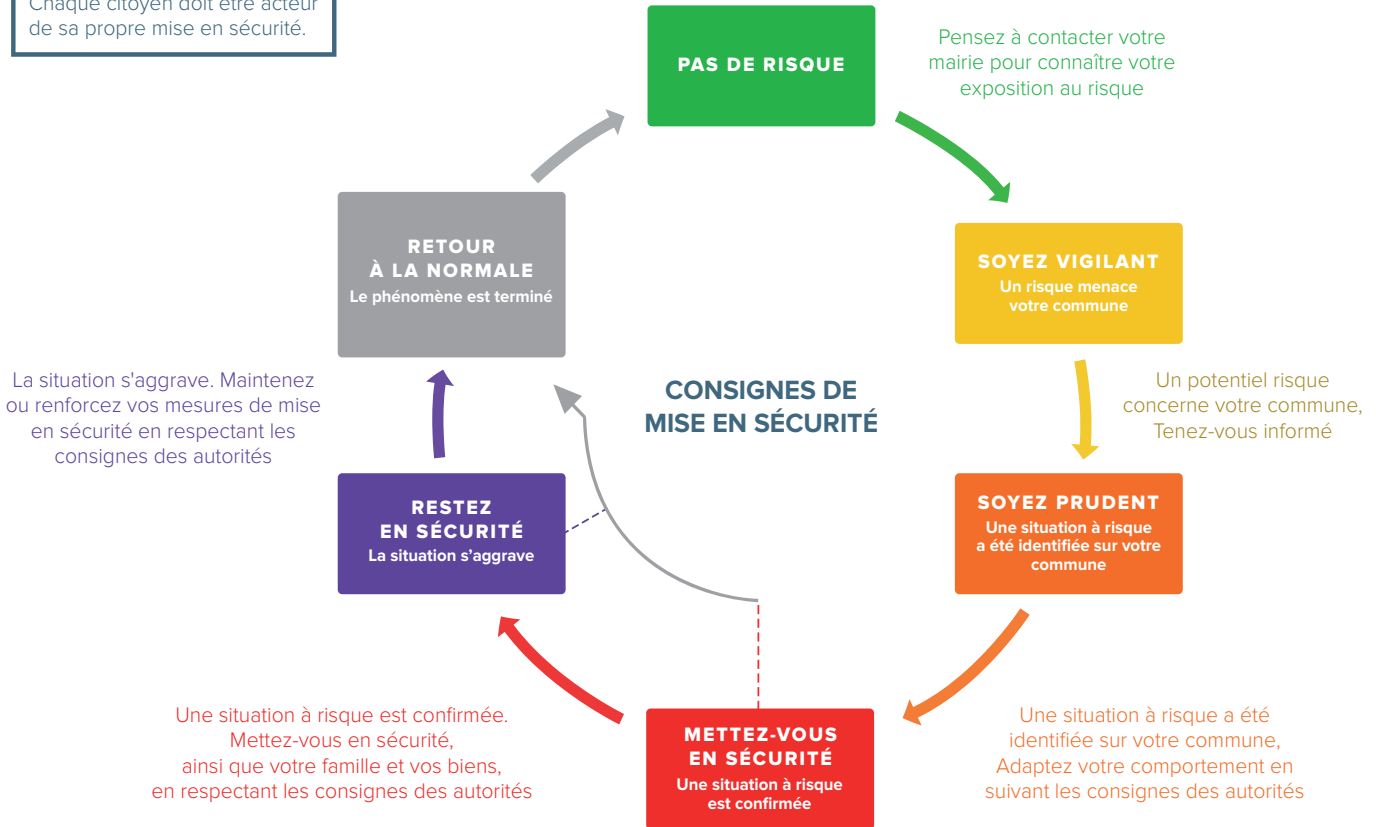 Chaque citoyen doit être acteur
de sa propre mise en sécurité.
PAS DE RISQUE
Pensez à contacter votre
mairie pour connaître votre
exposition au risque
SOYEZ VIGILANT
Un risque menace
votre commune
Un potentiel risque
concerne votre commune,
Tenez-vous informé
SOYEZ PRUDENT
Une situation à risque
a été identifiée sur votre
commune
Une situation à risque a été
identifiée sur votre commune,
Adaptez votre comportement en
suivant les consignes des autorités
METTEZ-VOUS
EN SÉCURITÉ
Une situation à risque
est confirmée
Une situation à risque est confirmée.
Mettez-vous en sécurité,
ainsi que votre famille et vos biens,
en respectant les consignes des autorités
RESTEZ
EN SÉCURITÉ
La situation s’aggrave
La situation s'aggrave. Maintenez
ou renforcez vos mesures de mise
en sécurité en respectant les
consignes des autorités
RETOUR
À LA NORMALE
Le phénomène est terminé
CONSIGNES DE
MISE EN SÉCURITÉ